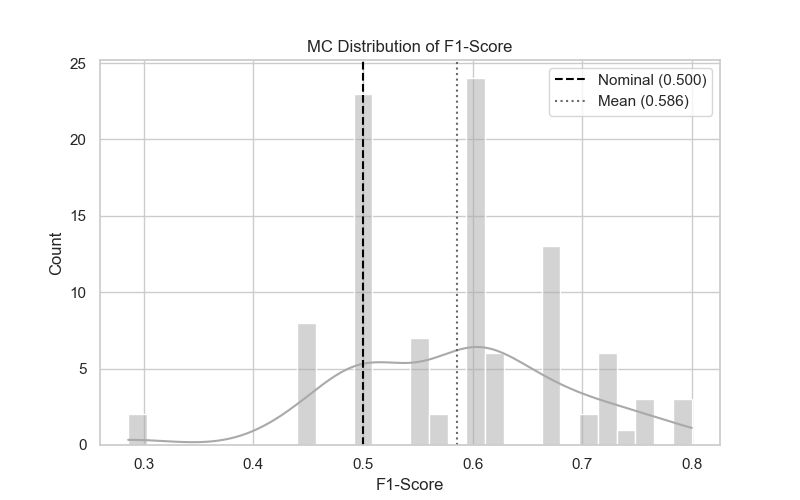 MC Distribution of F1-Score
Nominal (0.500)
Mean (0.586)
Count
25
20
15
10
5
0
0.3 0.4 0.5 0.6 0.7 0.8
F1-Score